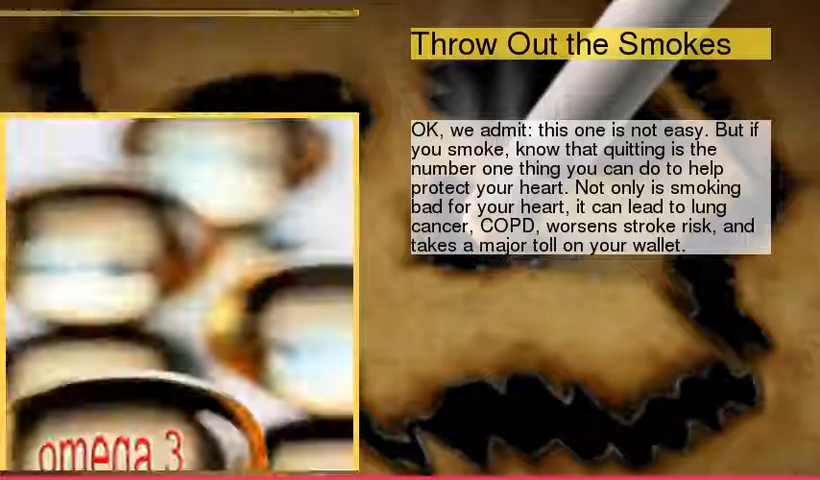 Throw Out the Smokes
OK, we admit: this one is not easy. But if
you smoke, know that quitting is the
number one thing you can do to help
protect your heart. Not only is smoking
bad for your heart, it can lead to lung
cancer, COPD, worsens stroke risk, and
takes a major toll on your wallet.
omega 3